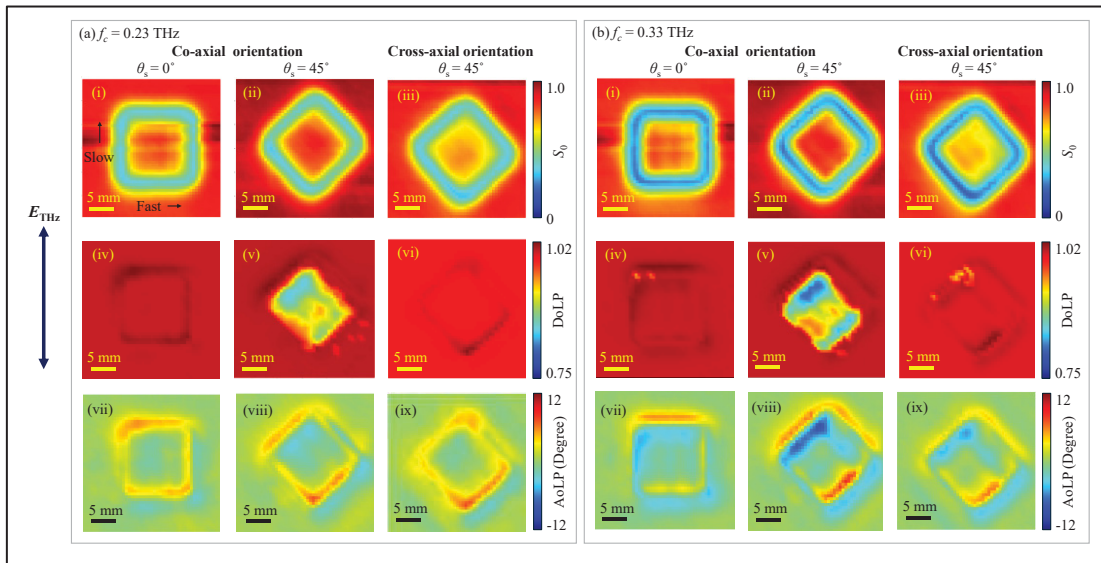 (a) f_c = 0.23 THz
Co-axial orientation Cross-axial orientation
θ_s = 0° θ_s = 45° θ_s = 45°
(i) (ii) (iii)
Slow
Fast →
5 mm 5 mm 5 mm
1.0
S_0
0
E_THz
(iv) (v) (vi)
5 mm 5 mm 5 mm
1.02
DoLP
0.75
(vii) (viii) (ix)
5 mm 5 mm 5 mm
12
AoLP (Degree)
-12
(b) f_c = 0.33 THz
Co-axial orientation Cross-axial orientation
θ_s = 0° θ_s = 45° θ_s = 45°
(i) (ii) (iii)
5 mm 5 mm 5 mm
1.0
S_0
0
(iv) (v) (vi)
5 mm 5 mm 5 mm
1.02
DoLP
0.75
(vii) (viii) (ix)
5 mm 5 mm 5 mm
12
AoLP (Degree)
-12